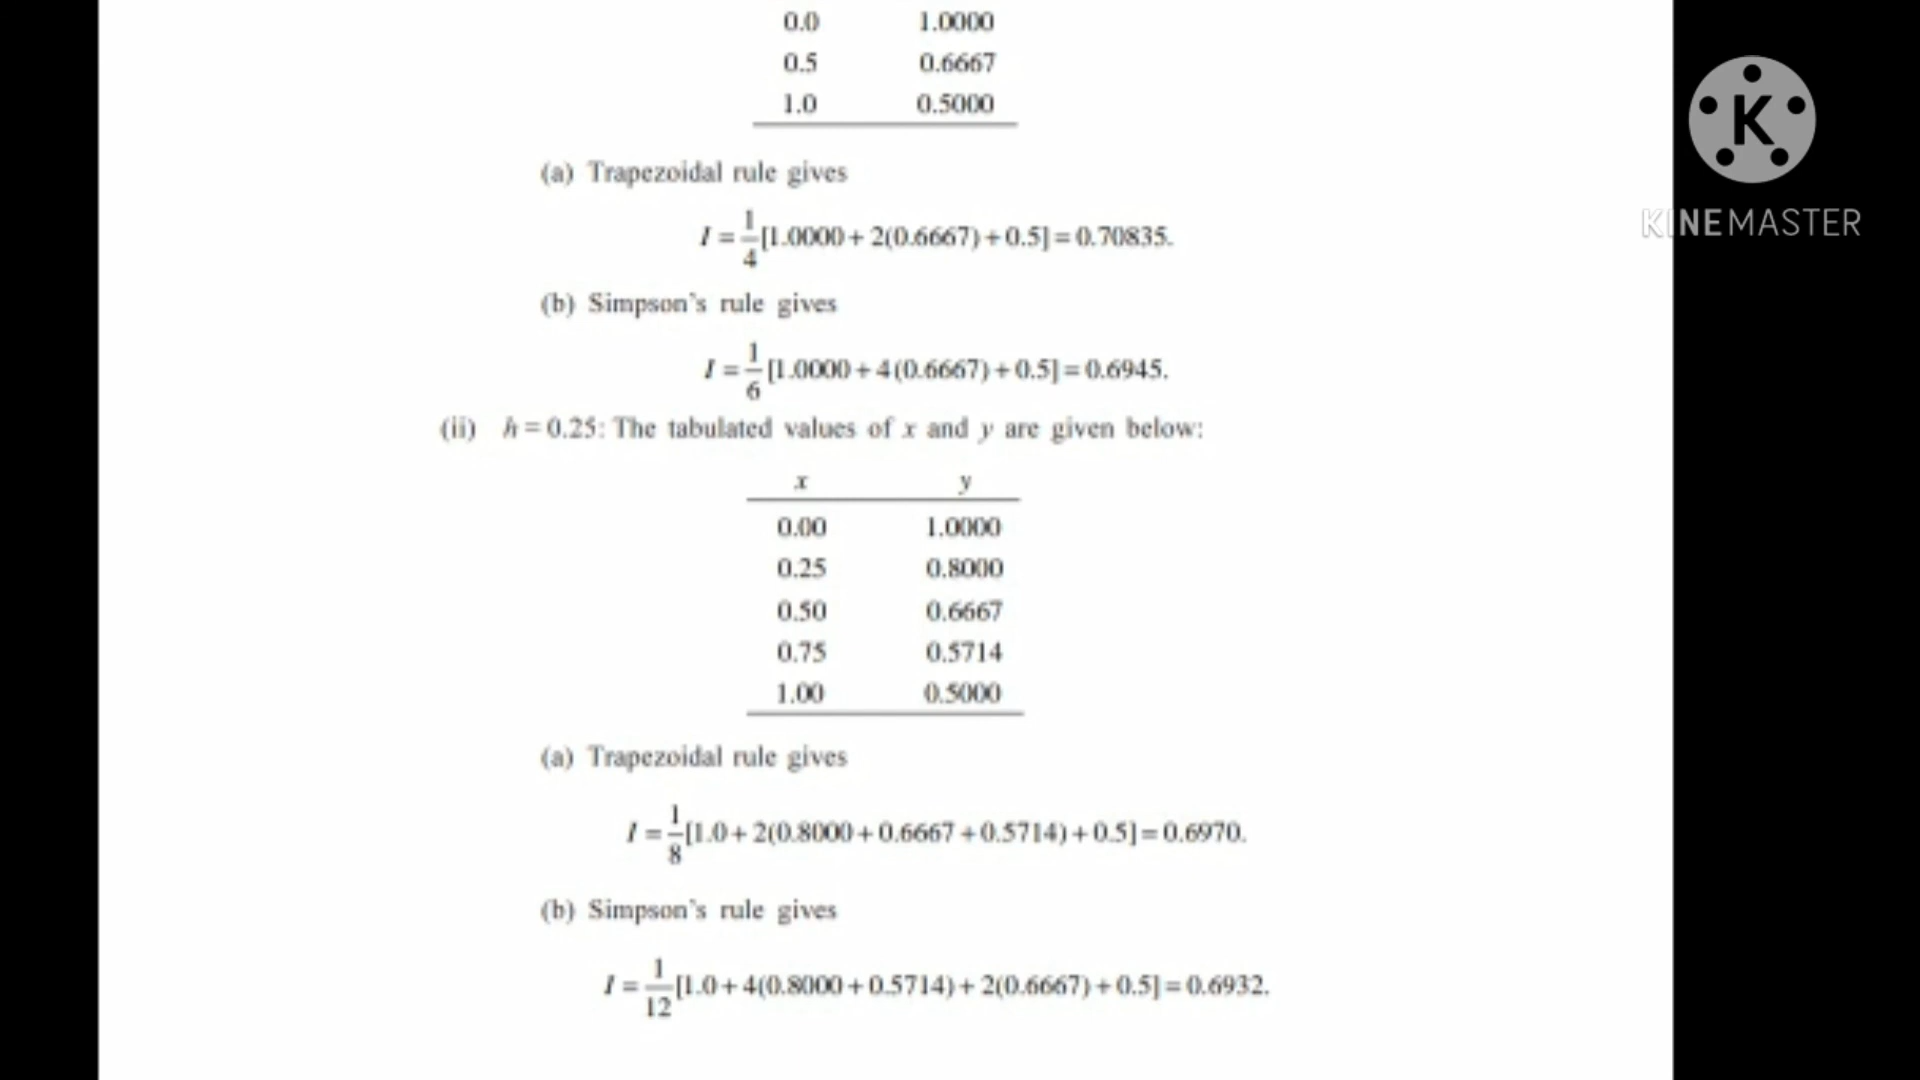 0.0 1.0000
0.5 0.6667
1.0 0.5000
(a) Trapezoidal rule gives
I = 1/4 [1.0000 + 2(0.6667) + 0.5] = 0.70835.
(b) Simpson's rule gives
I = 1/6 [1.0000 + 4(0.6667) + 0.5] = 0.6945.
(ii) h = 0.25: The tabulated values of x and y are given below:
x y
0.00 1.0000
0.25 0.8000
0.50 0.6667
0.75 0.5714
1.00 0.5000
(a) Trapezoidal rule gives
I = 1/8 [1.0 + 2(0.8000 + 0.6667 + 0.5714) + 0.5] = 0.6970.
(b) Simpson's rule gives
I = 1/12 [1.0 + 4(0.8000 + 0.5714) + 2(0.6667) + 0.5] = 0.6932.
K
KINEMASTER